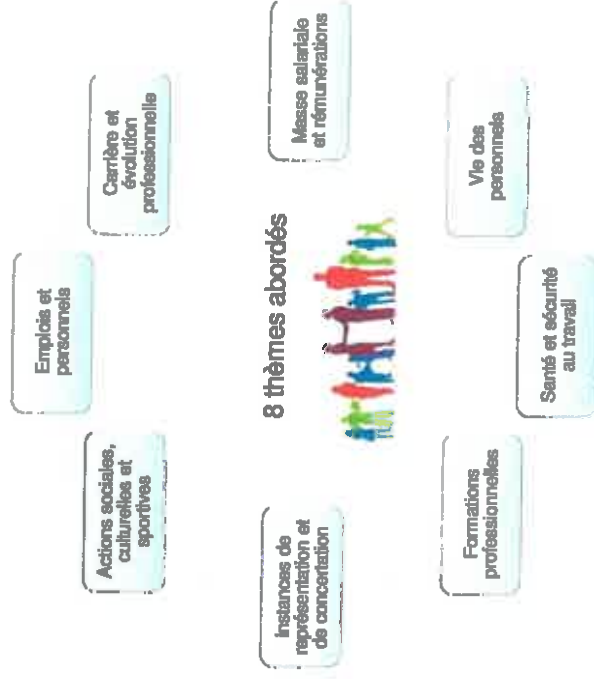 Emplois et
personnels
Carrière et
évolution
professionnelle
Masse salariale
et rémunérations
Vie des
personnels
Santé et sécurité
au travail
Formations
professionnelles
Instances de
représentation et
de concertation
Actions sociales,
culturelles et
sportives
8 thèmes abordés